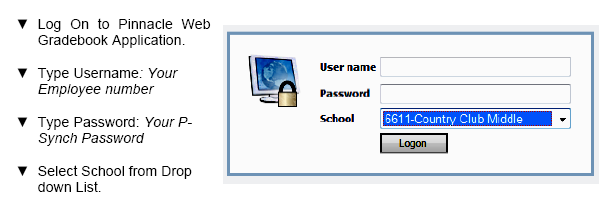 ▼ Log On to Pinnacle Web
Gradebook Application.
▼ Type Username: Your
Employee number
▼ Type Password: Your P-
Synch Password
▼ Select School from Drop
down List.
User name
Password
School 6611-Country Club Middle
Logon